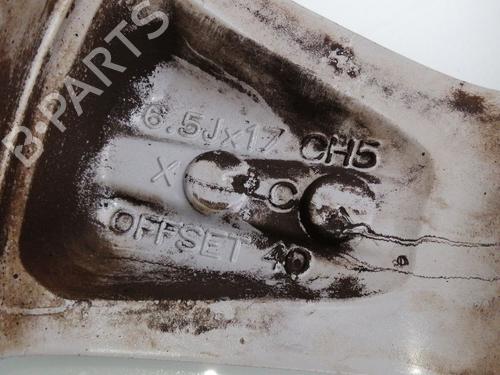 B-PARTS
6.5Jx17 CH5
X C
OFFSET 40